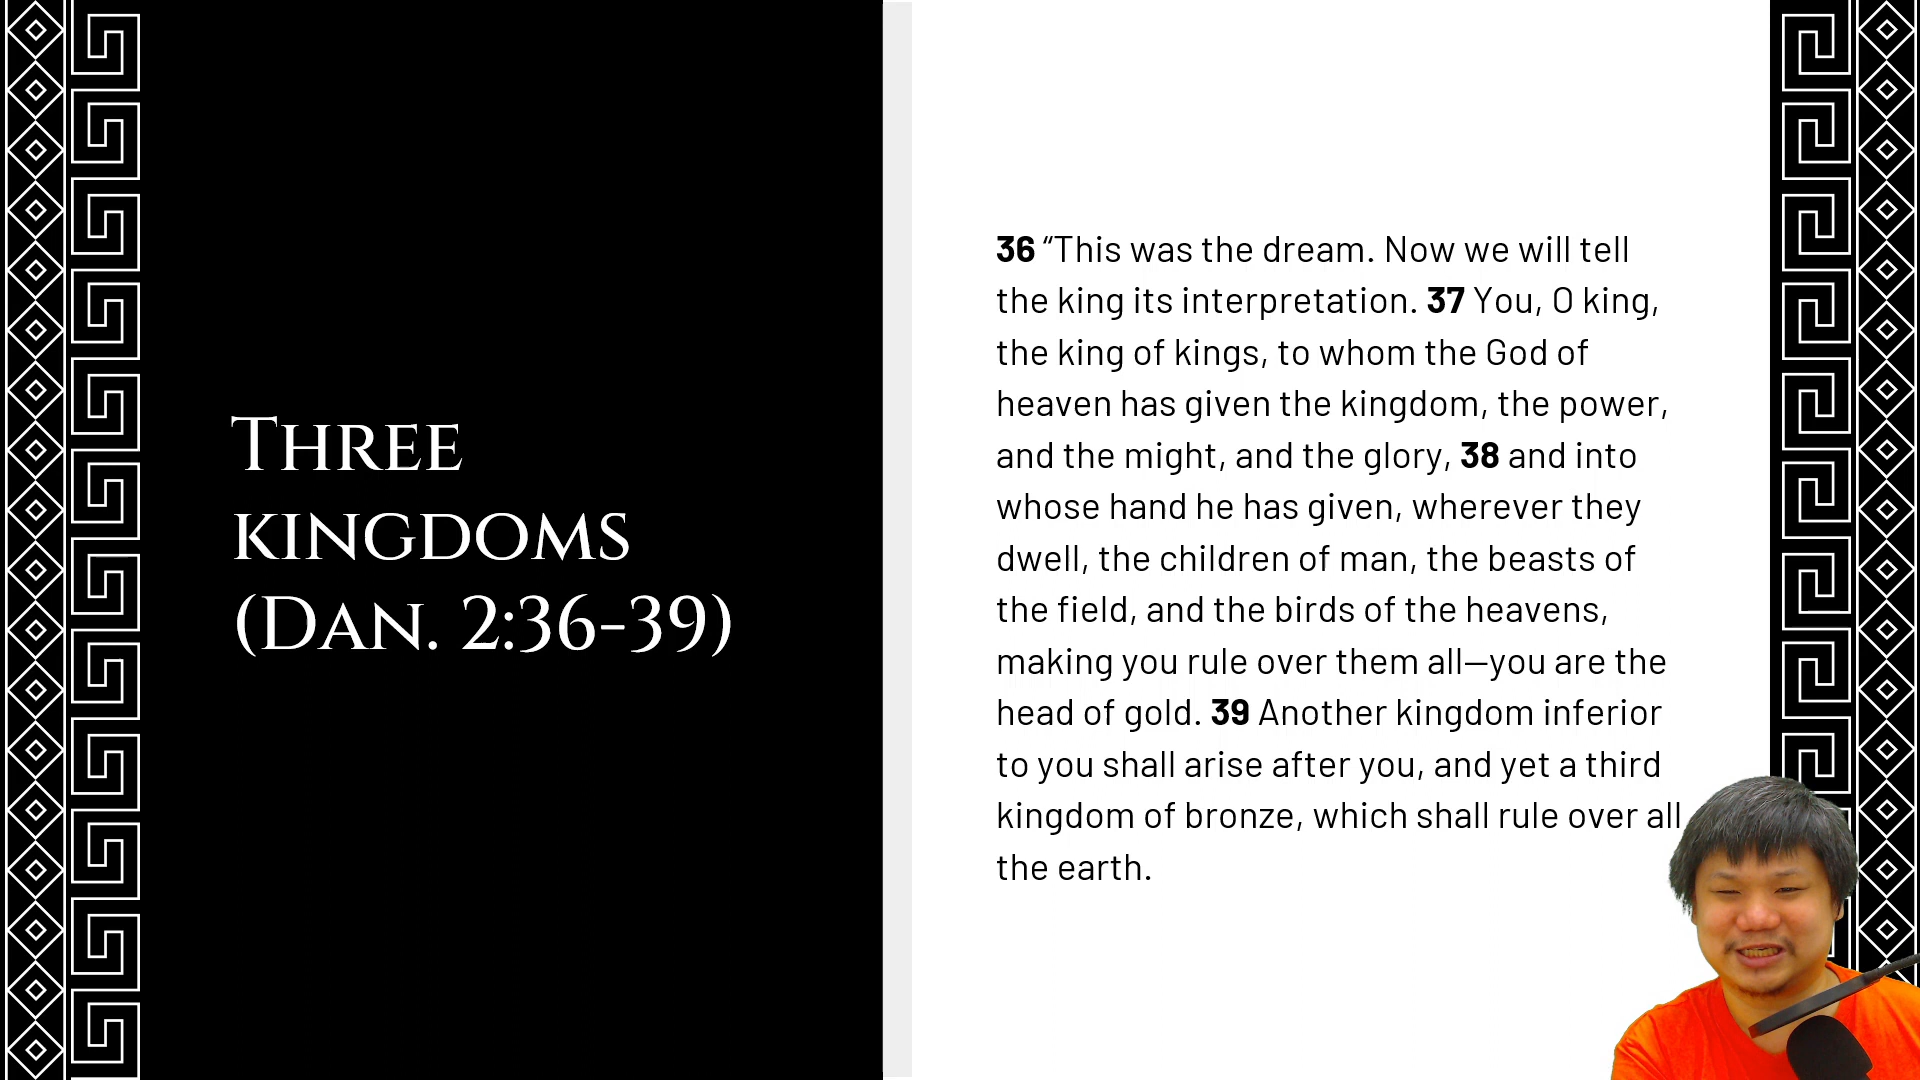 Three
kingdoms
(Dan. 2:36-39)
36 “This was the dream. Now we will tell
the king its interpretation. 37 You, O king,
the king of kings, to whom the God of
heaven has given the kingdom, the power,
and the might, and the glory, 38 and into
whose hand he has given, wherever they
dwell, the children of man, the beasts of
the field, and the birds of the heavens,
making you rule over them all—you are the
head of gold. 39 Another kingdom inferior
to you shall arise after you, and yet a third
kingdom of bronze, which shall rule over all
the earth.